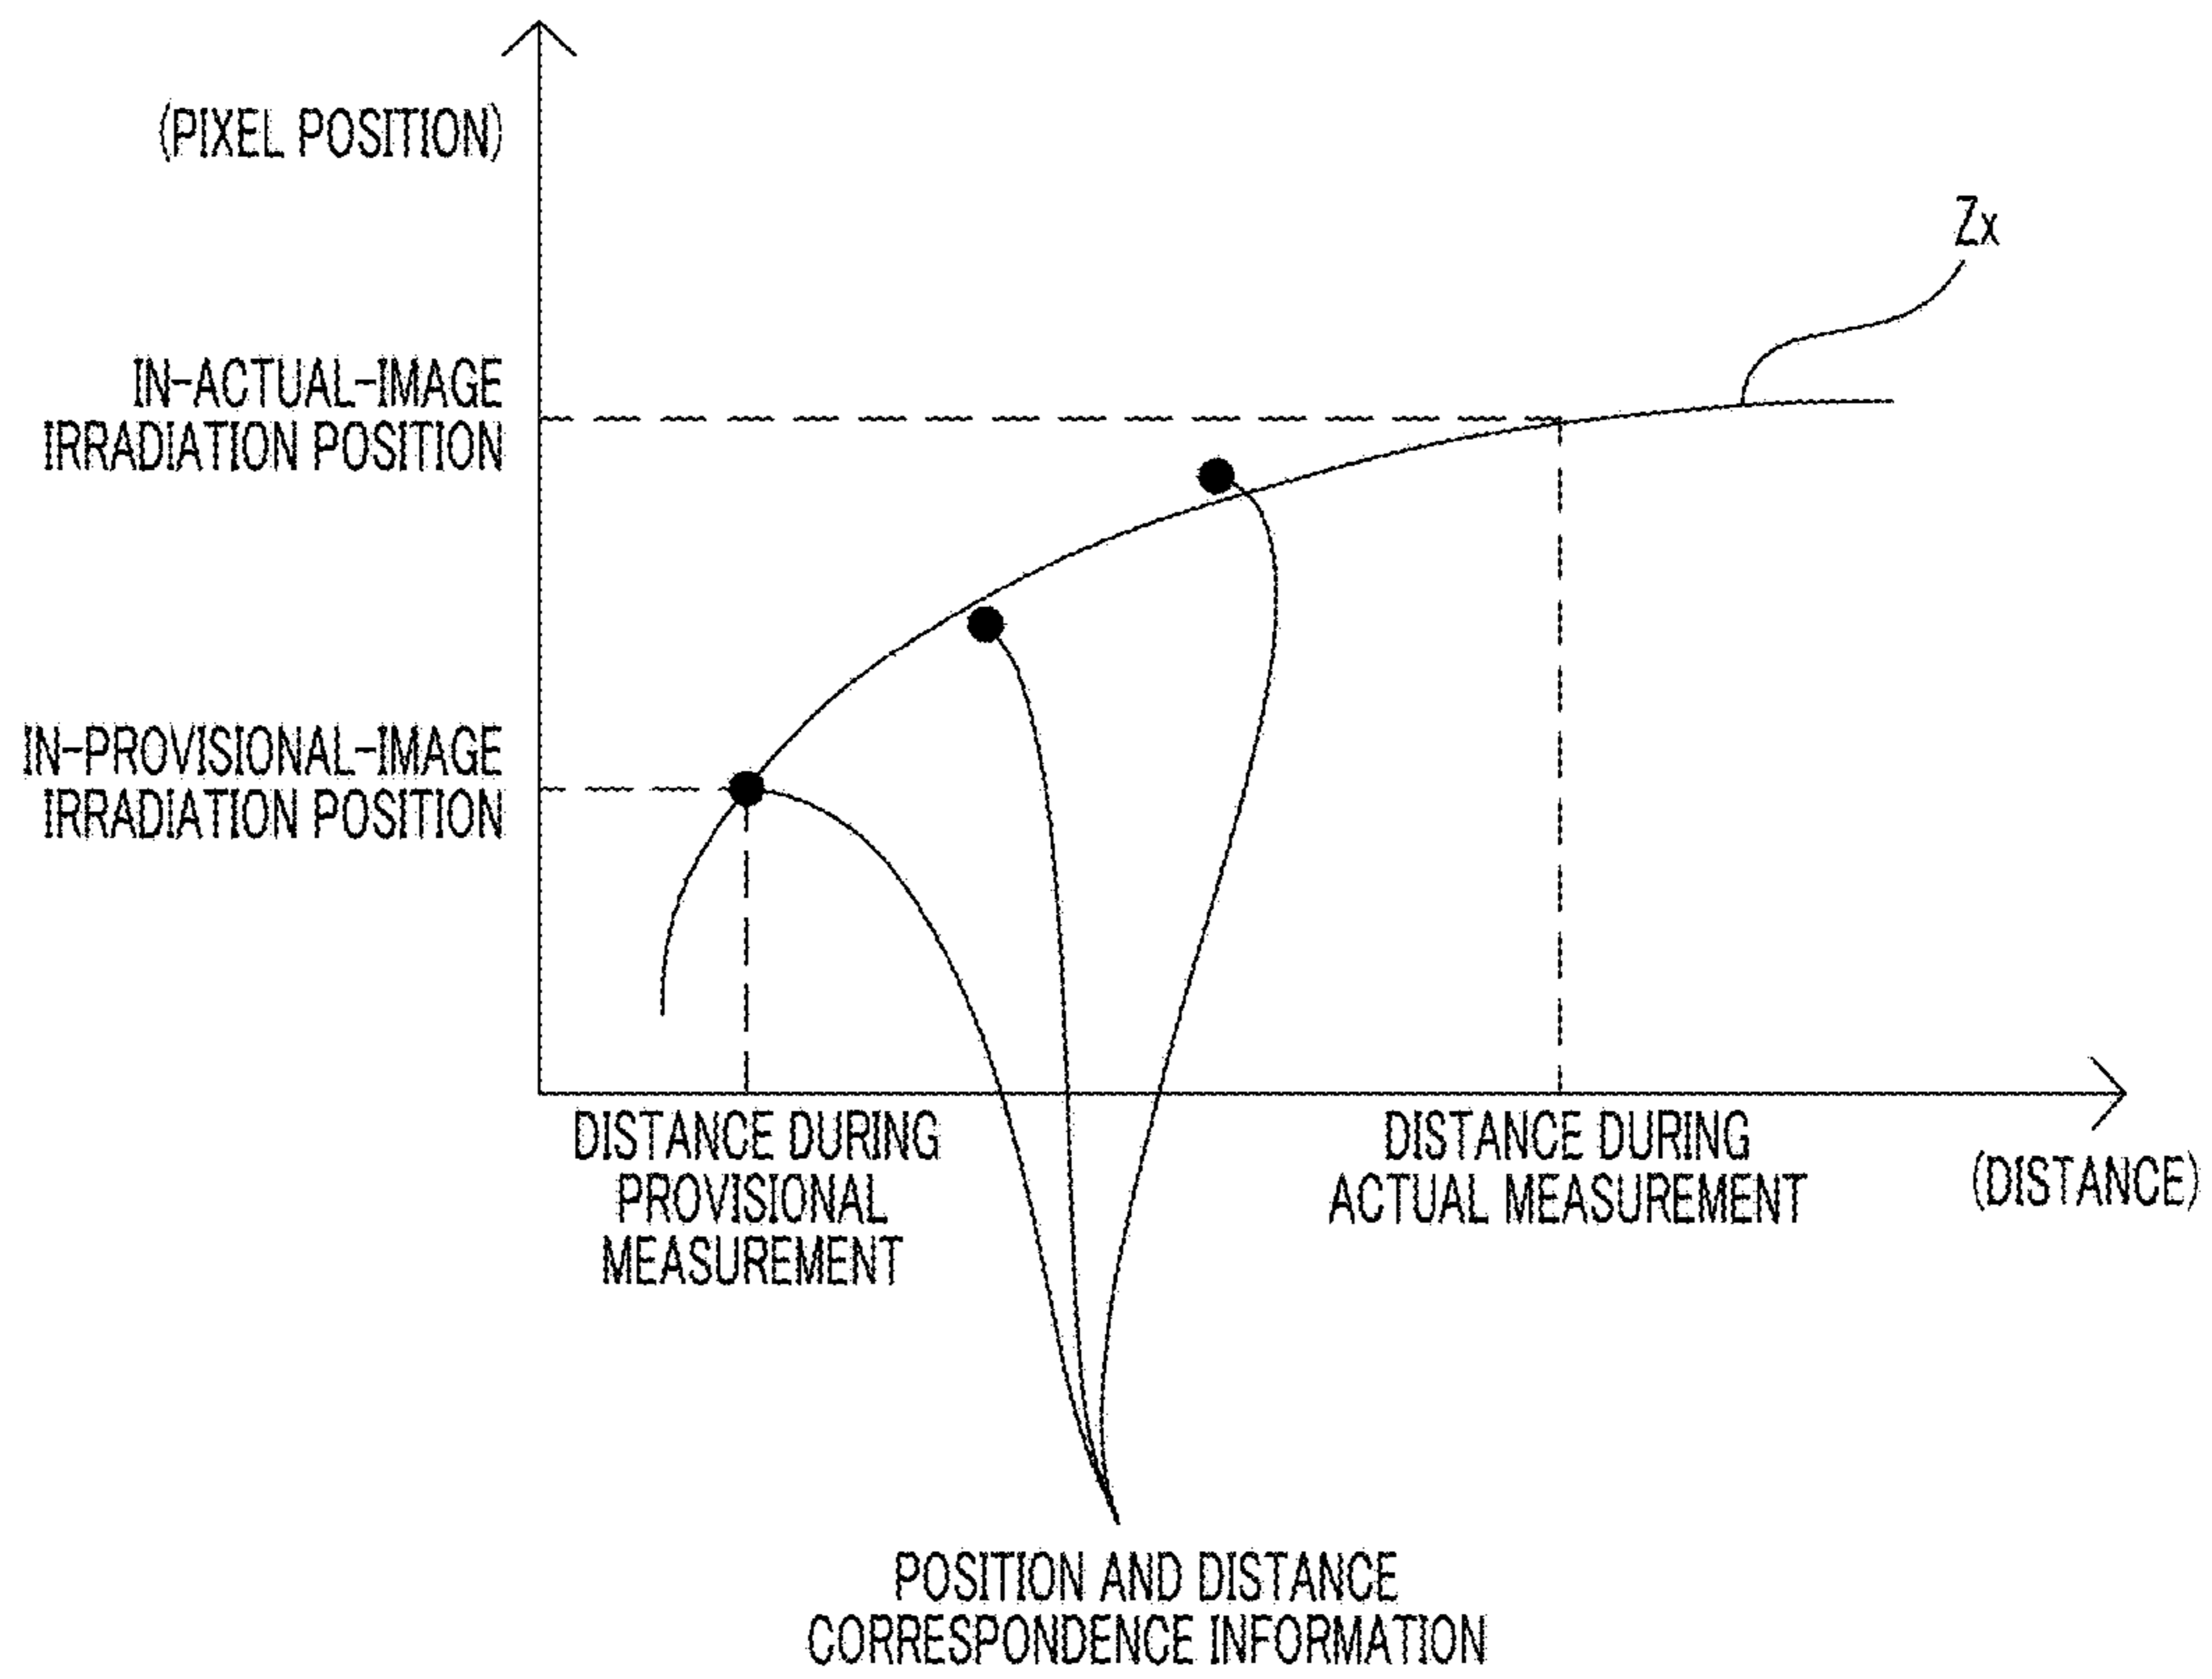 (PIXEL POSITION)
Zx
IN-ACTUAL-IMAGE
IRRADIATION POSITION
IN-PROVISIONAL-IMAGE
IRRADIATION POSITION
DISTANCE DURING
PROVISIONAL
MEASUREMENT
DISTANCE DURING
ACTUAL MEASUREMENT
(DISTANCE)
POSITION AND DISTANCE
CORRESPONDENCE INFORMATION